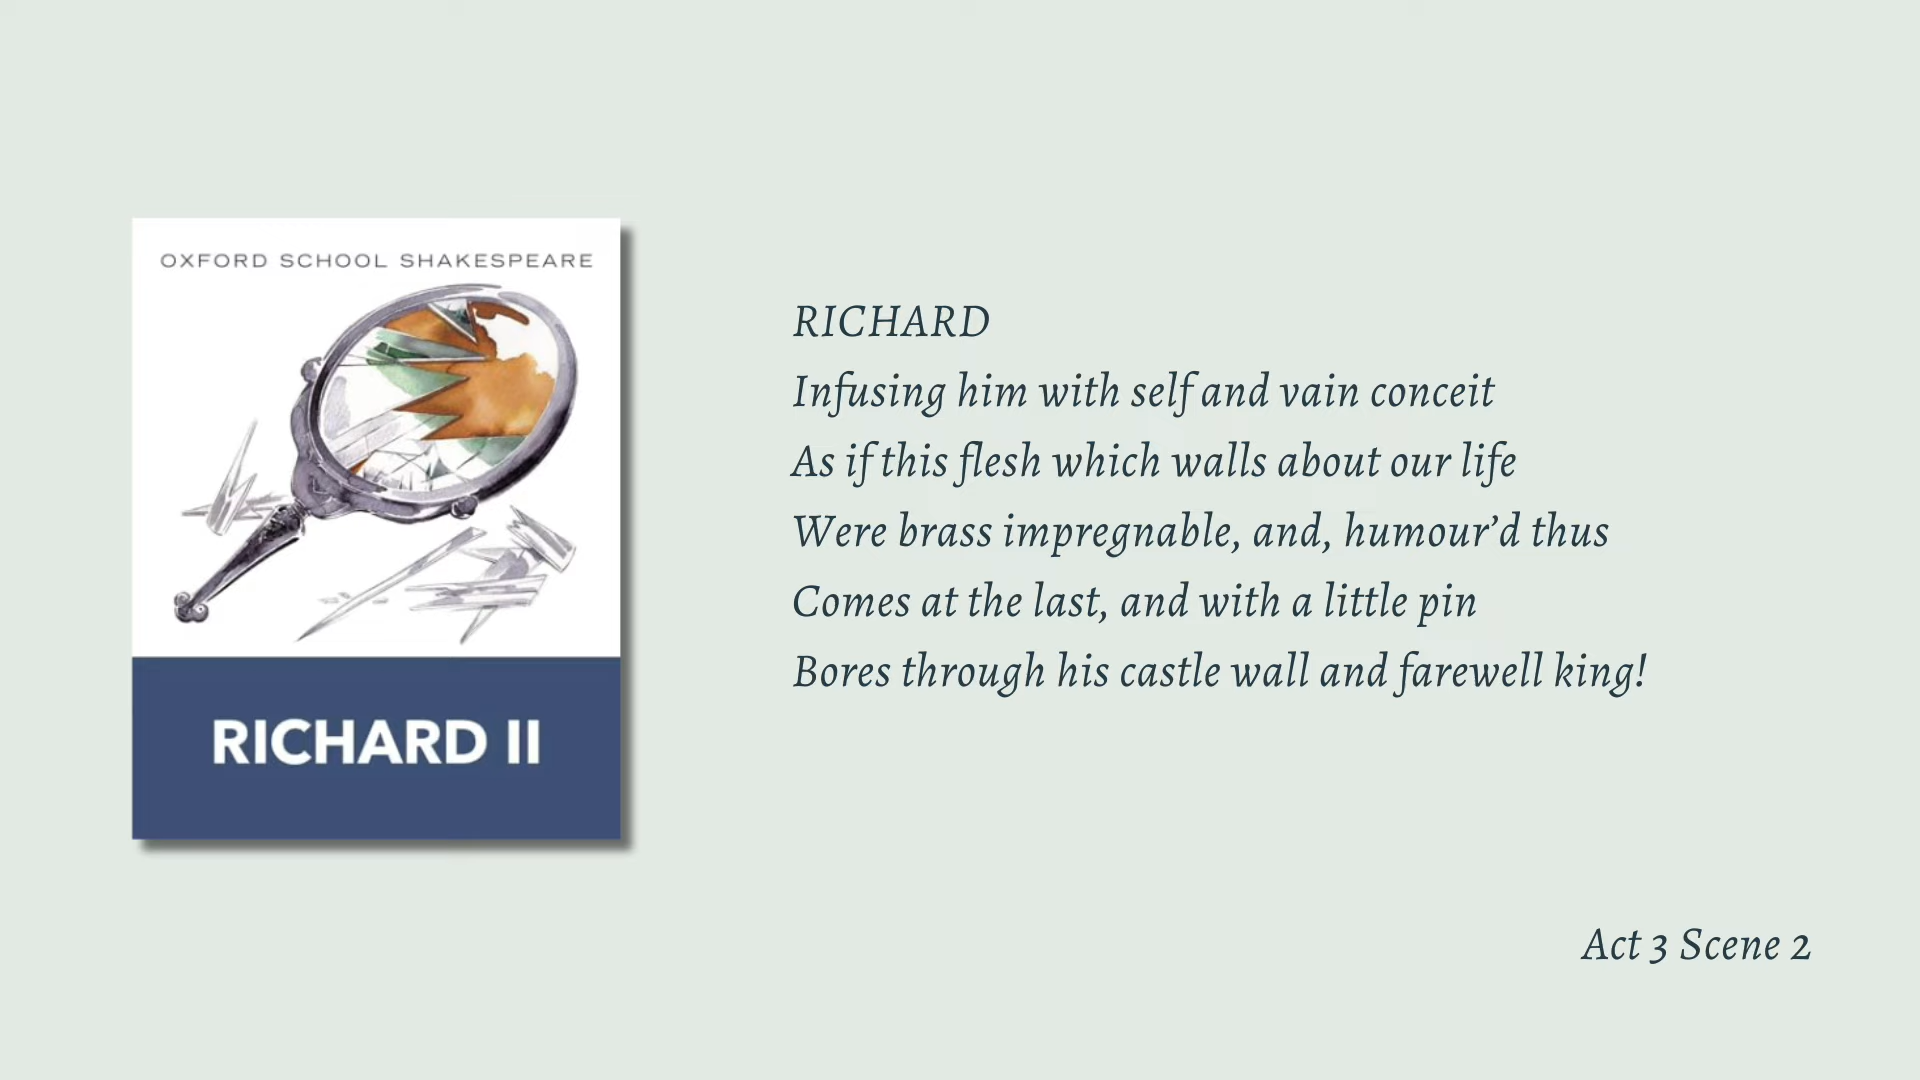 OXFORD SCHOOL SHAKESPEARE
RICHARD II
RICHARD
Infusing him with self and vain conceit
As if this flesh which walls about our life
Were brass impregnable, and, humour’d thus
Comes at the last, and with a little pin
Bores through his castle wall and farewell king!
Act 3 Scene 2